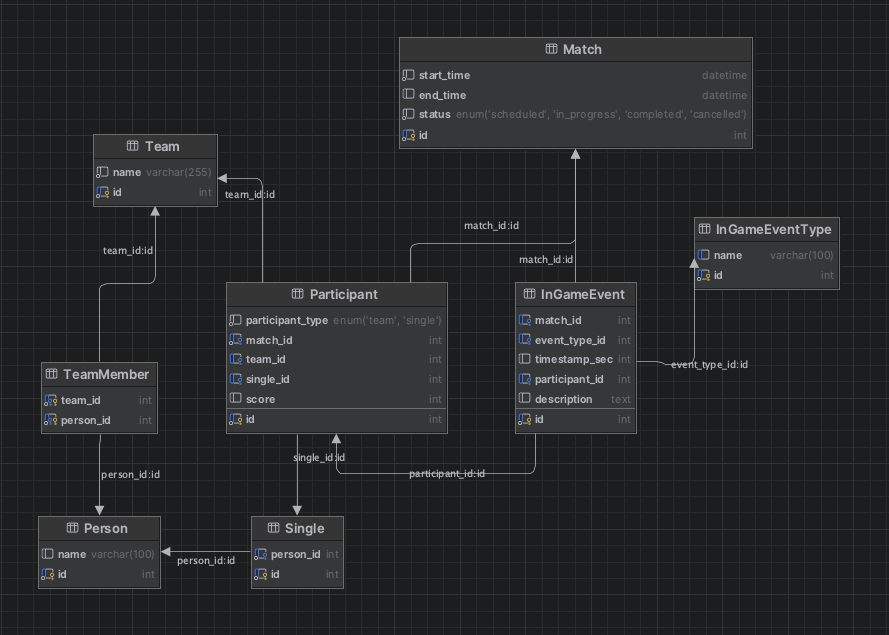 Match
start_time datetime
end_time datetime
status enum('scheduled', 'in_progress', 'completed', 'cancelled')
id int
Team
name varchar(255)
id int
team_id:id
team_id:id
match_id:id
match_id:id
InGameEventType
name varchar(100)
id int
Participant
participant_type enum('team', 'single')
match_id int
team_id int
single_id int
score int
id int
InGameEvent
match_id int
event_type_id int
timestamp_sec int
participant_id int
description text
id int
event_type_id:id
TeamMember
team_id int
person_id int
single_id:id
participant_id:id
person_id:id
Person
name varchar(100)
id int
person_id:id
Single
person_id int
id int